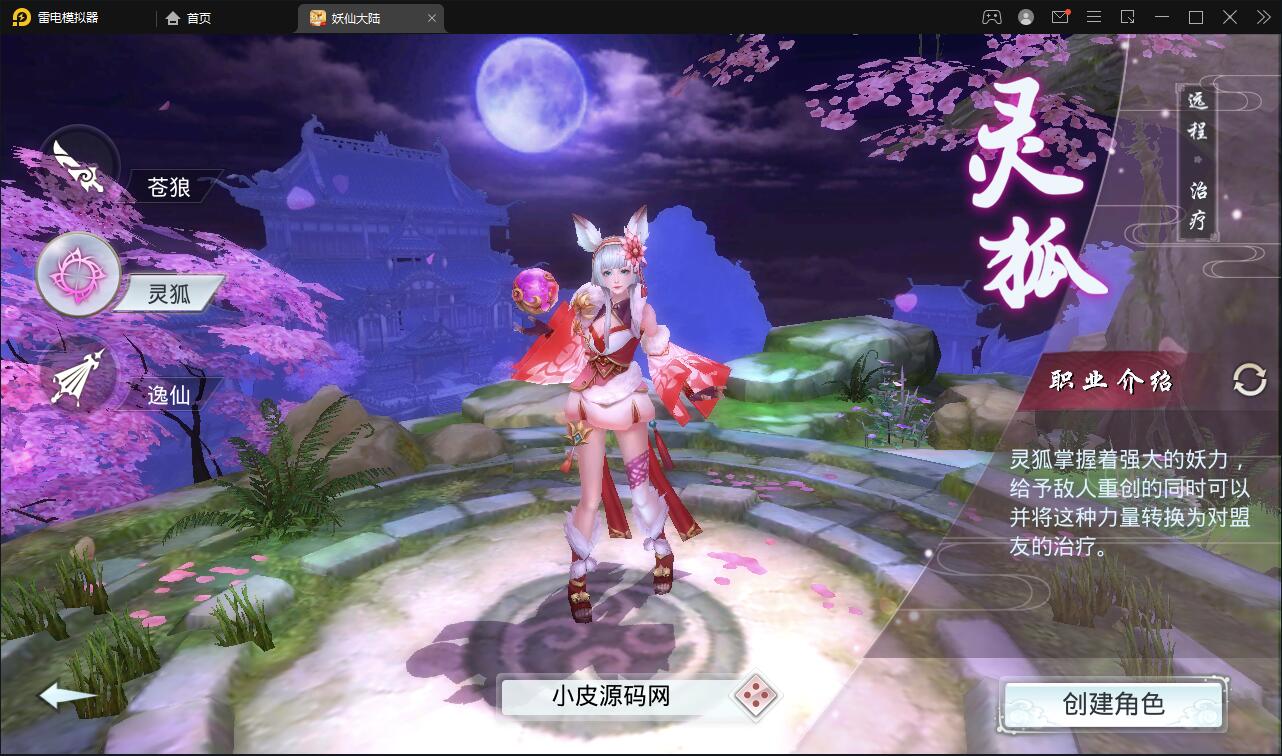 雷电模拟器
首页
妖仙大陆
苍狼
灵狐
逸仙
灵狐
远程
治疗
职业介绍
灵狐掌握着强大的妖力，
给予敌人重创的同时可以
并将这种力量转换为对盟
友的治疗。
小皮源码网
创建角色